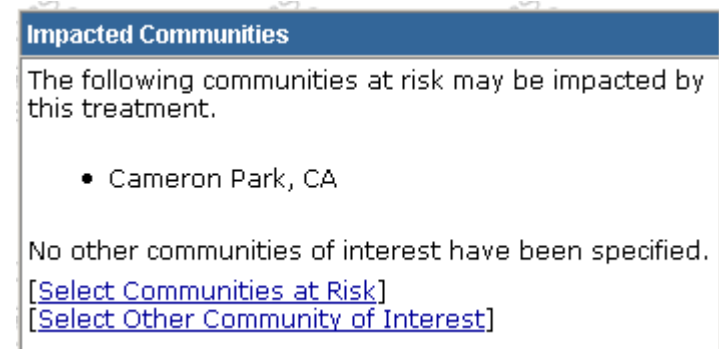 Impacted Communities
The following communities at risk may be impacted by
this treatment.
• Cameron Park, CA
No other communities of interest have been specified.
[Select Communities at Risk]
[Select Other Community of Interest]